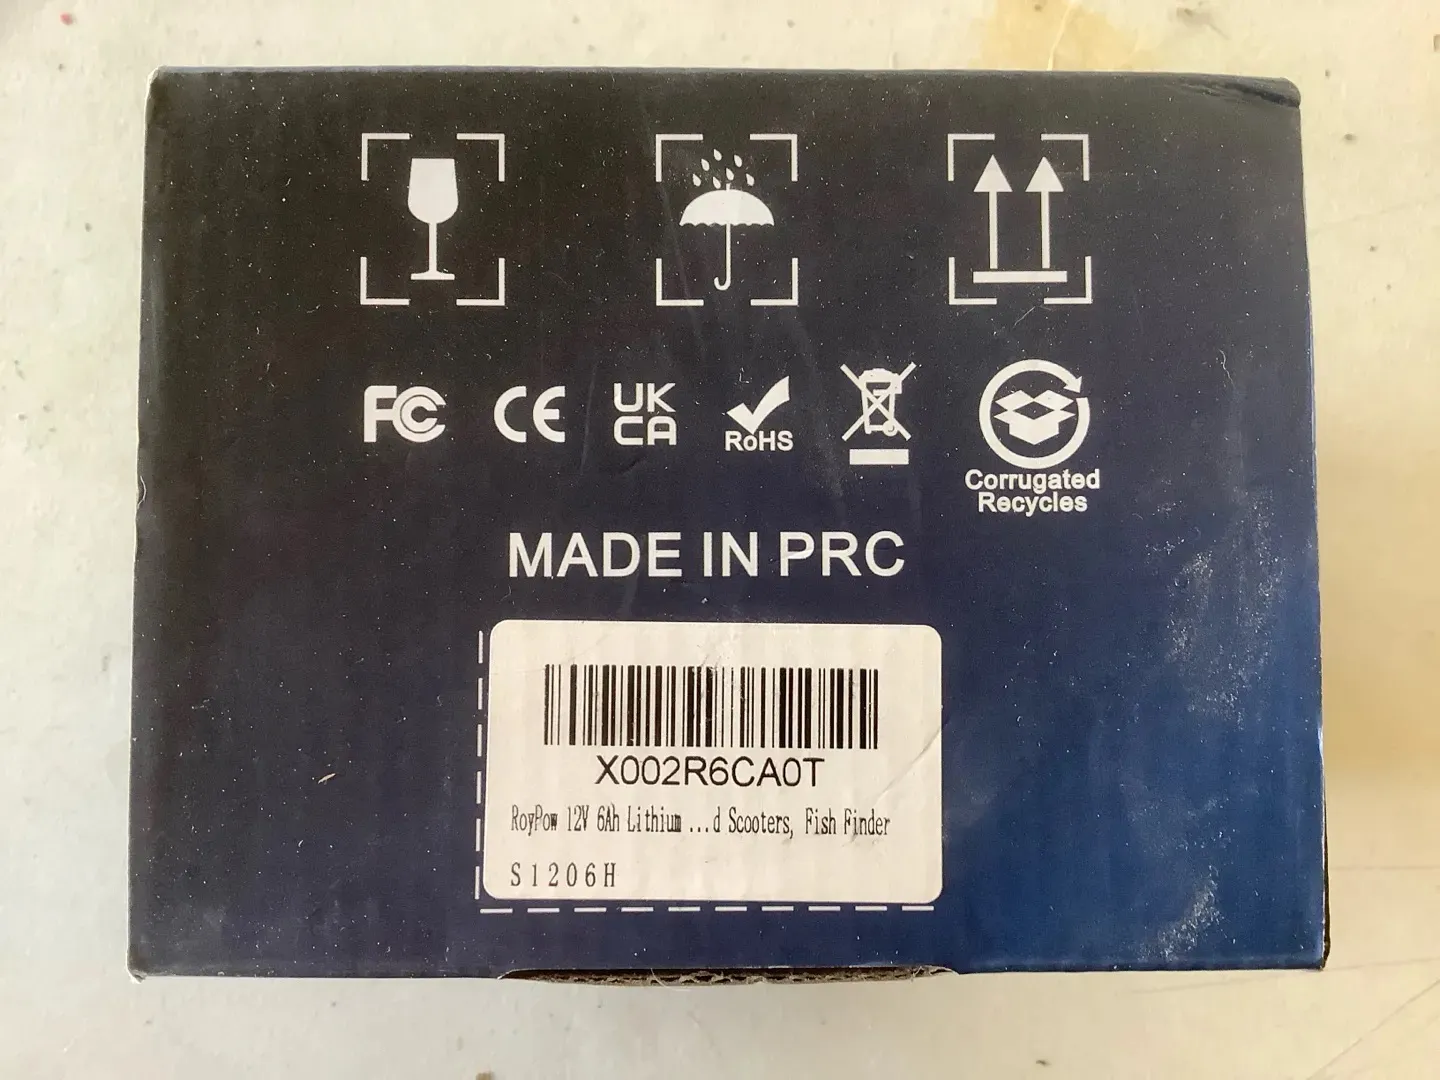 FC CE UK CA RoHS
Corrugated
Recycles
MADE IN PRC
X002R6CA0T
RoyPow 12V 6Ah Lithium ...d Scooters, Fish Finder
S1206H